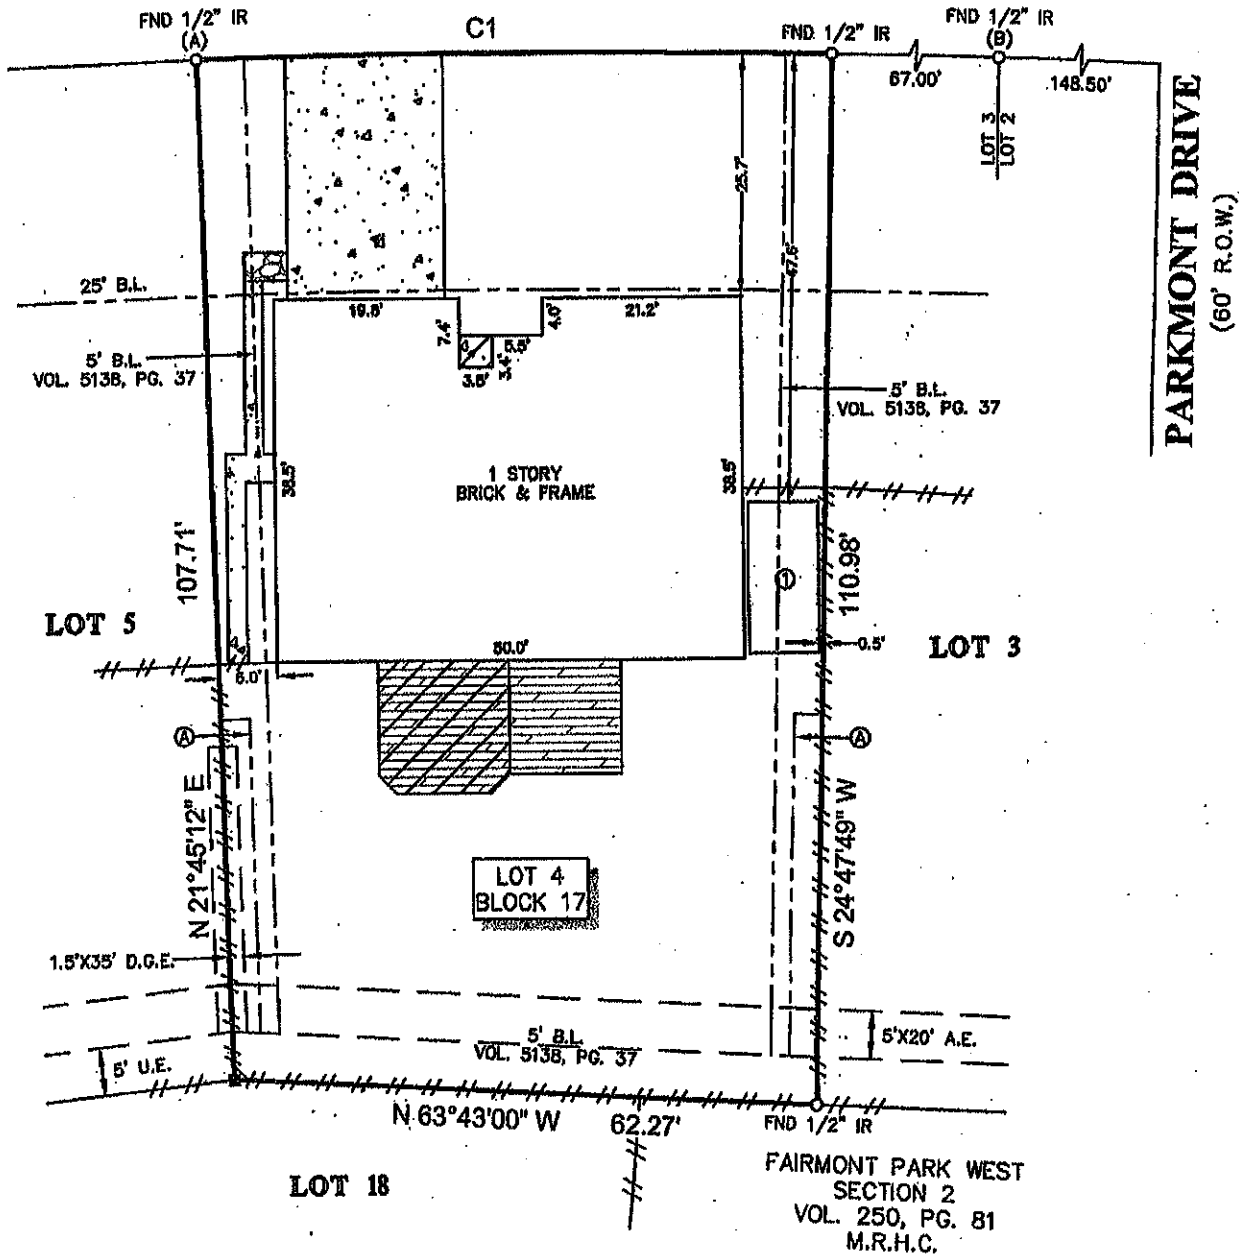 FND 1/2" IR
(A)
C1
FND 1/2" IR
FND 1/2" IR
(B)
67.00'
148.50'
LOT 3
LOT 2
PARKMONT DRIVE
(60' R.O.W.)
25.7'
47.6'
25' B.L.
19.8'
7.4'
4.0'
21.2'
5.5'
3.4'
3.6'
5' B.L.
VOL. 5138, PG. 37
5' B.L.
VOL. 5138, PG. 37
1 STORY
BRICK & FRAME
38.5'
38.5'
107.71'
110.98'
1
LOT 5
LOT 3
0.5'
50.0'
6.0'
A
A
N 21°45'12" E
S 24°47'49" W
LOT 4
BLOCK 17
1.5'X35' D.G.E.
5' B.L.
VOL. 5138, PG. 37
5'X20' A.E.
5' U.E.
N 63°43'00" W
62.27'
FND 1/2" IR
LOT 18
FAIRMONT PARK WEST
SECTION 2
VOL. 250, PG. 81
M.R.H.C.